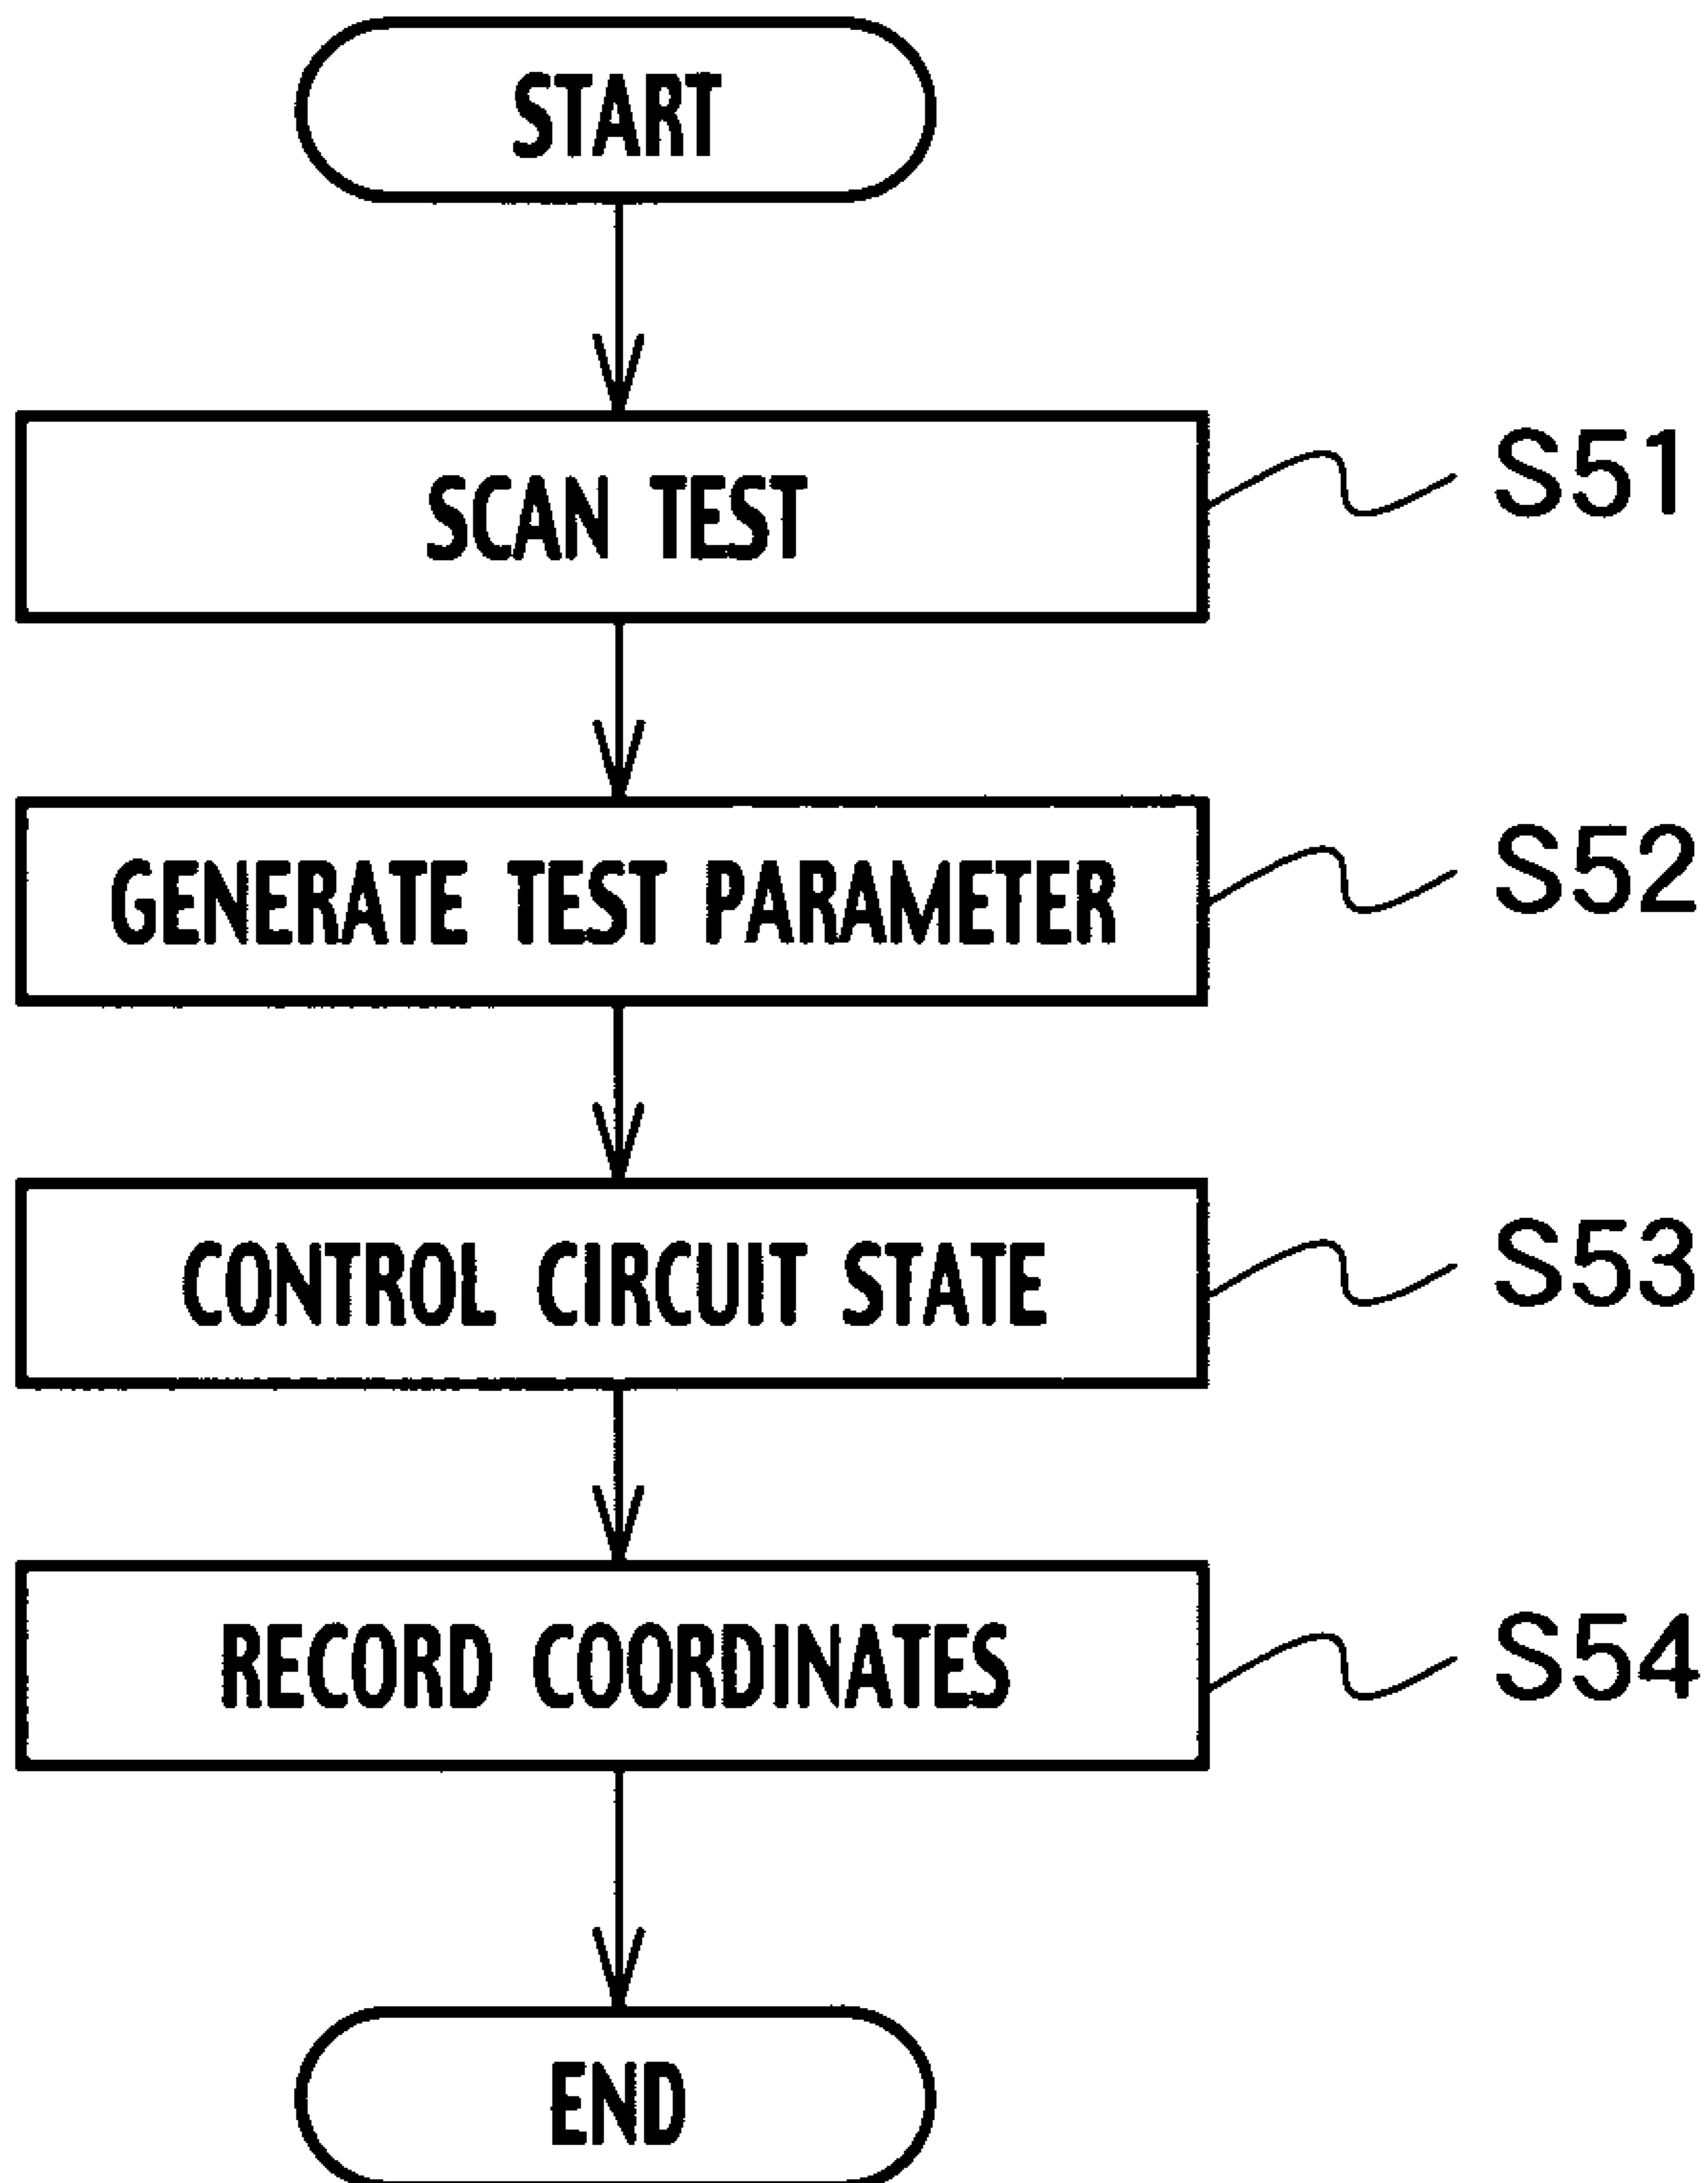 START
SCAN TEST
S51
GENERATE TEST PARAMETER
S52
CONTROL CIRCUIT STATE
S53
RECORD COORDINATES
S54
END